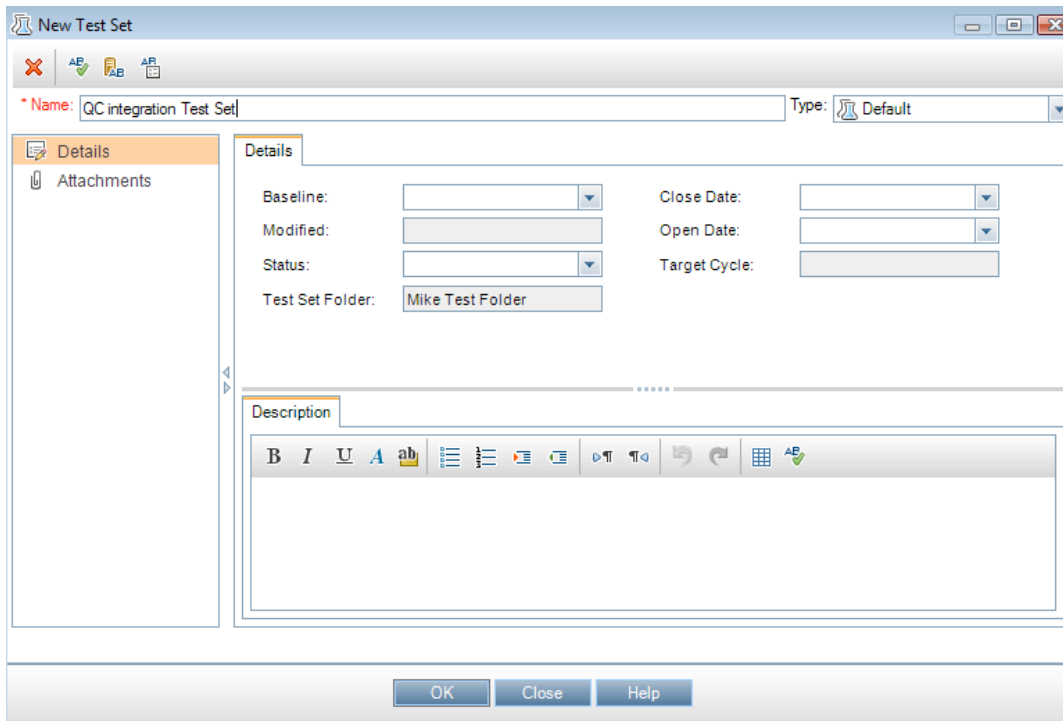 New Test Set
* Name: QC integration Test Set Type: Default
Details
Attachments
Details
Baseline: Close Date:
Modified: Open Date:
Status: Target Cycle:
Test Set Folder: Mike Test Folder
Description
B I U A ab
OK Close Help